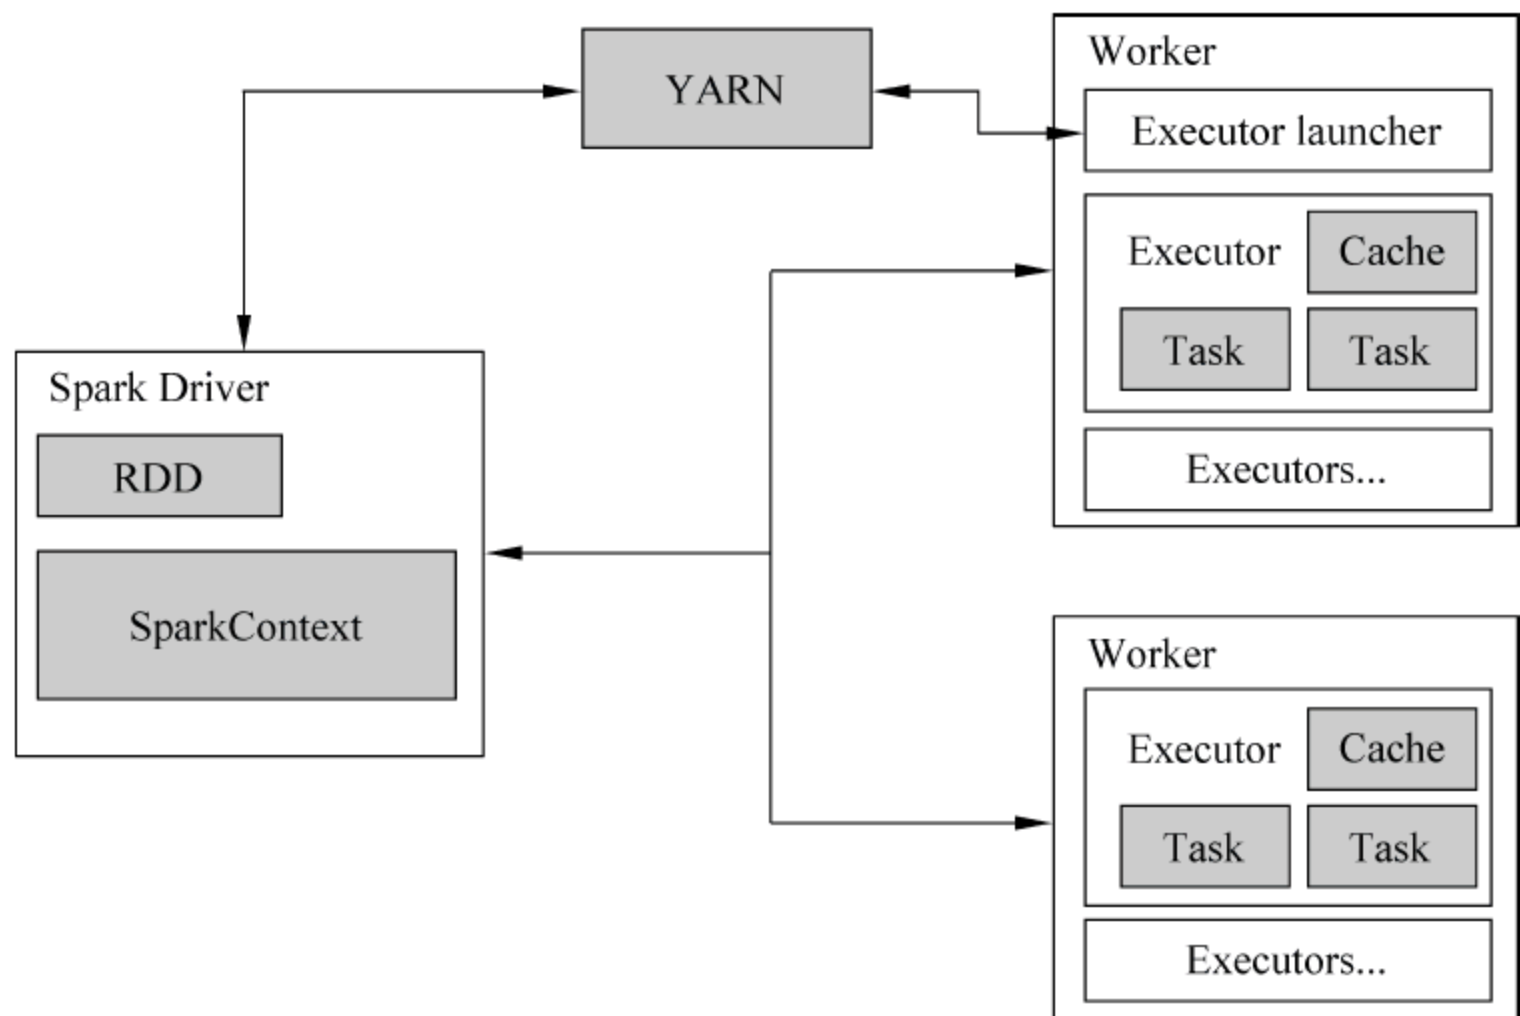 YARN
Worker
Executor launcher
Executor
Cache
Task
Task
Executors...
Spark Driver
RDD
SparkContext
Worker
Executor
Cache
Task
Task
Executors...